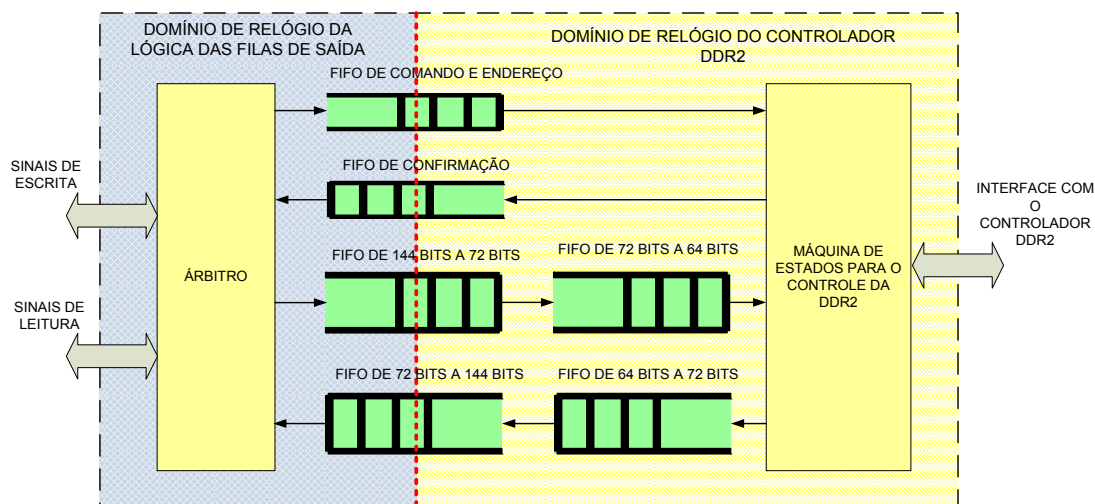 DOMÍNIO DE RELÓGIO DA
LÓGICA DAS FILAS DE SAÍDA
DOMÍNIO DE RELÓGIO DO CONTROLADOR
DDR2
FIFO DE COMANDO E ENDEREÇO
SINAIS DE
ESCRITA
FIFO DE CONFIRMAÇÃO
INTERFACE COM
O
CONTROLADOR
DDR2
ÁRBITRO
FIFO DE 144 BITS A 72 BITS
FIFO DE 72 BITS A 64 BITS
MÁQUINA DE
ESTADOS PARA O
CONTROLE DA
DDR2
SINAIS DE
LEITURA
FIFO DE 72 BITS A 144 BITS
FIFO DE 64 BITS A 72 BITS